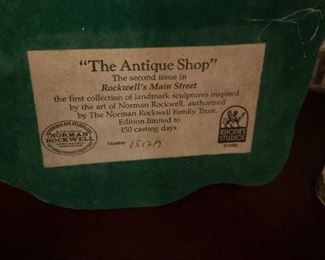 "The Antique Shop"
The second issue in
Rockwell's Main Street
the first collection of landmark sculptures inspired
by the art of Norman Rockwell, authorized
by The Norman Rockwell Family Trust.
Edition limited to
150 casting days.
Number 1512A
NORMAN
ROCKWELL
RHODES
STUDIO